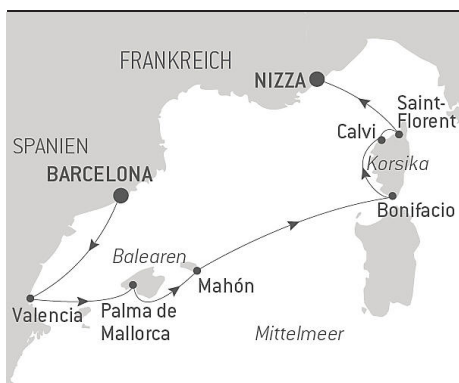 FRANKREICH
NIZZA
Saint-
Florent
Calvi
SPANIEN
Korsika
BARCELONA
Bonifacio
Balearen
Mahón
Valencia
Palma de
Mallorca
Mittelmeer